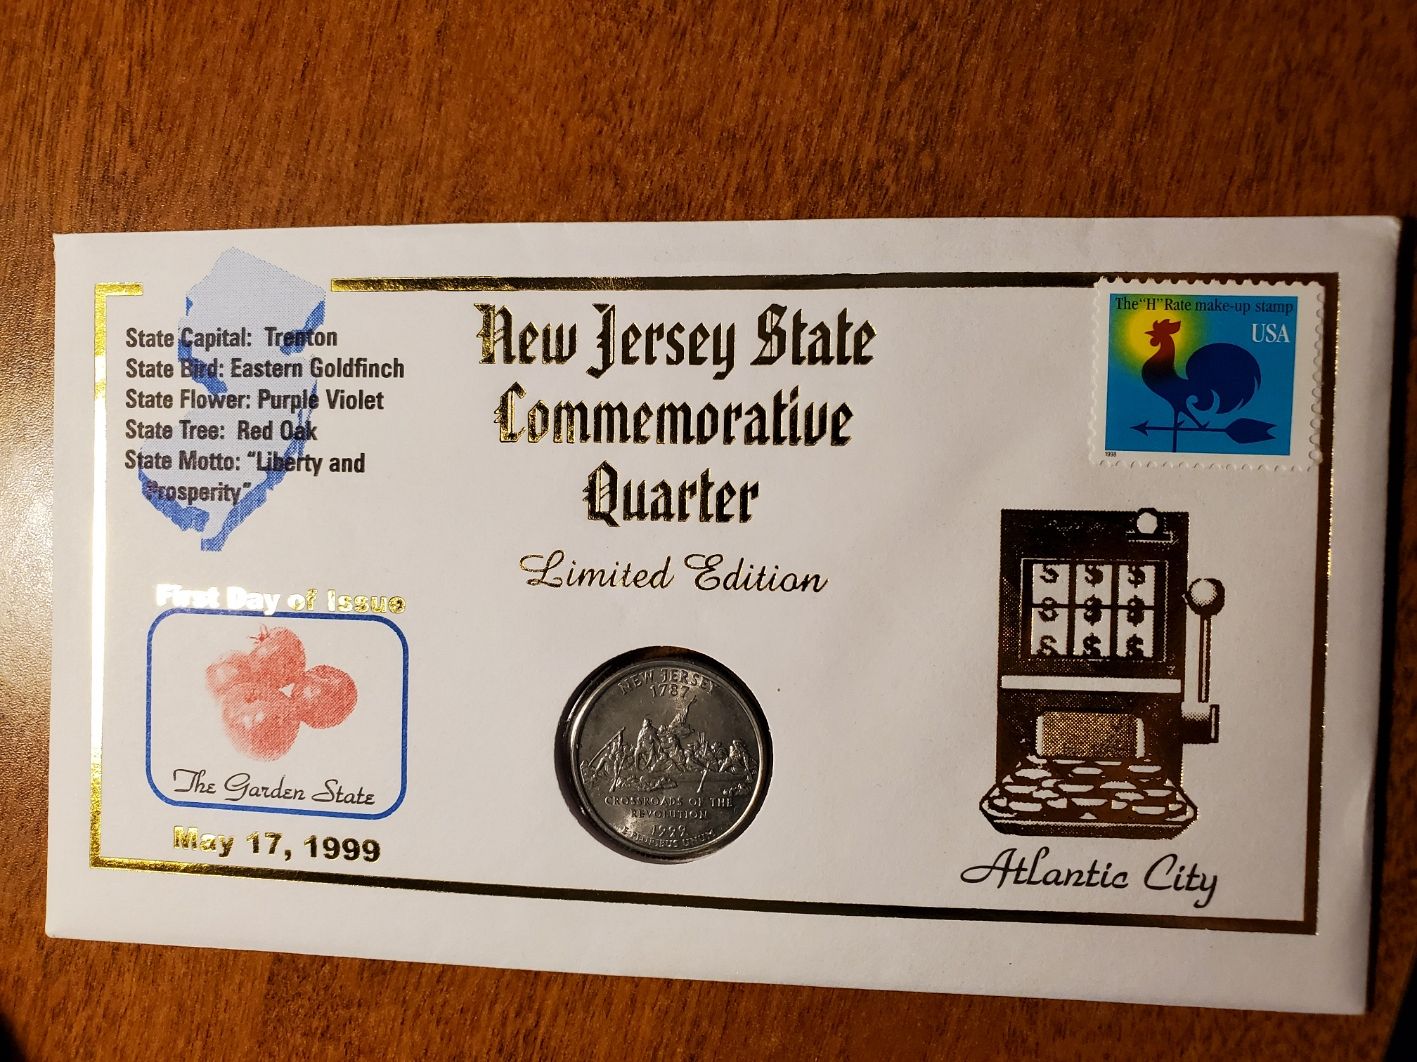 State Capital: Trenton
State Bird: Eastern Goldfinch
State Flower: Purple Violet
State Tree: Red Oak
State Motto: "Liberty and
Prosperity"
New Jersey State
Commemorative
Quarter
Limited Edition
The "H" Rate make-up stamp
USA
1998
First Day of Issue
The Garden State
May 17, 1999
NEW JERSEY
1787
CROSSROADS OF THE
REVOLUTION
1999
E PLURIBUS UNUM
$ $ $
$ $ $
$ $ $
Atlantic City